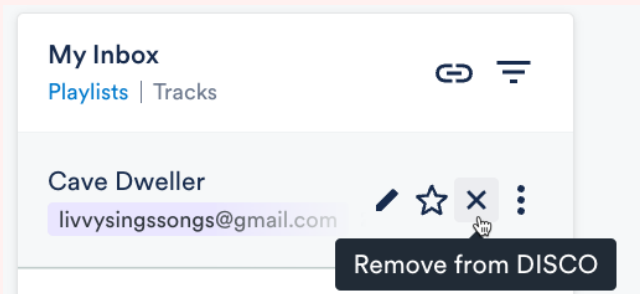 My Inbox
Playlists | Tracks
Cave Dweller
livvysingssongs@gmail.com
Remove from DISCO